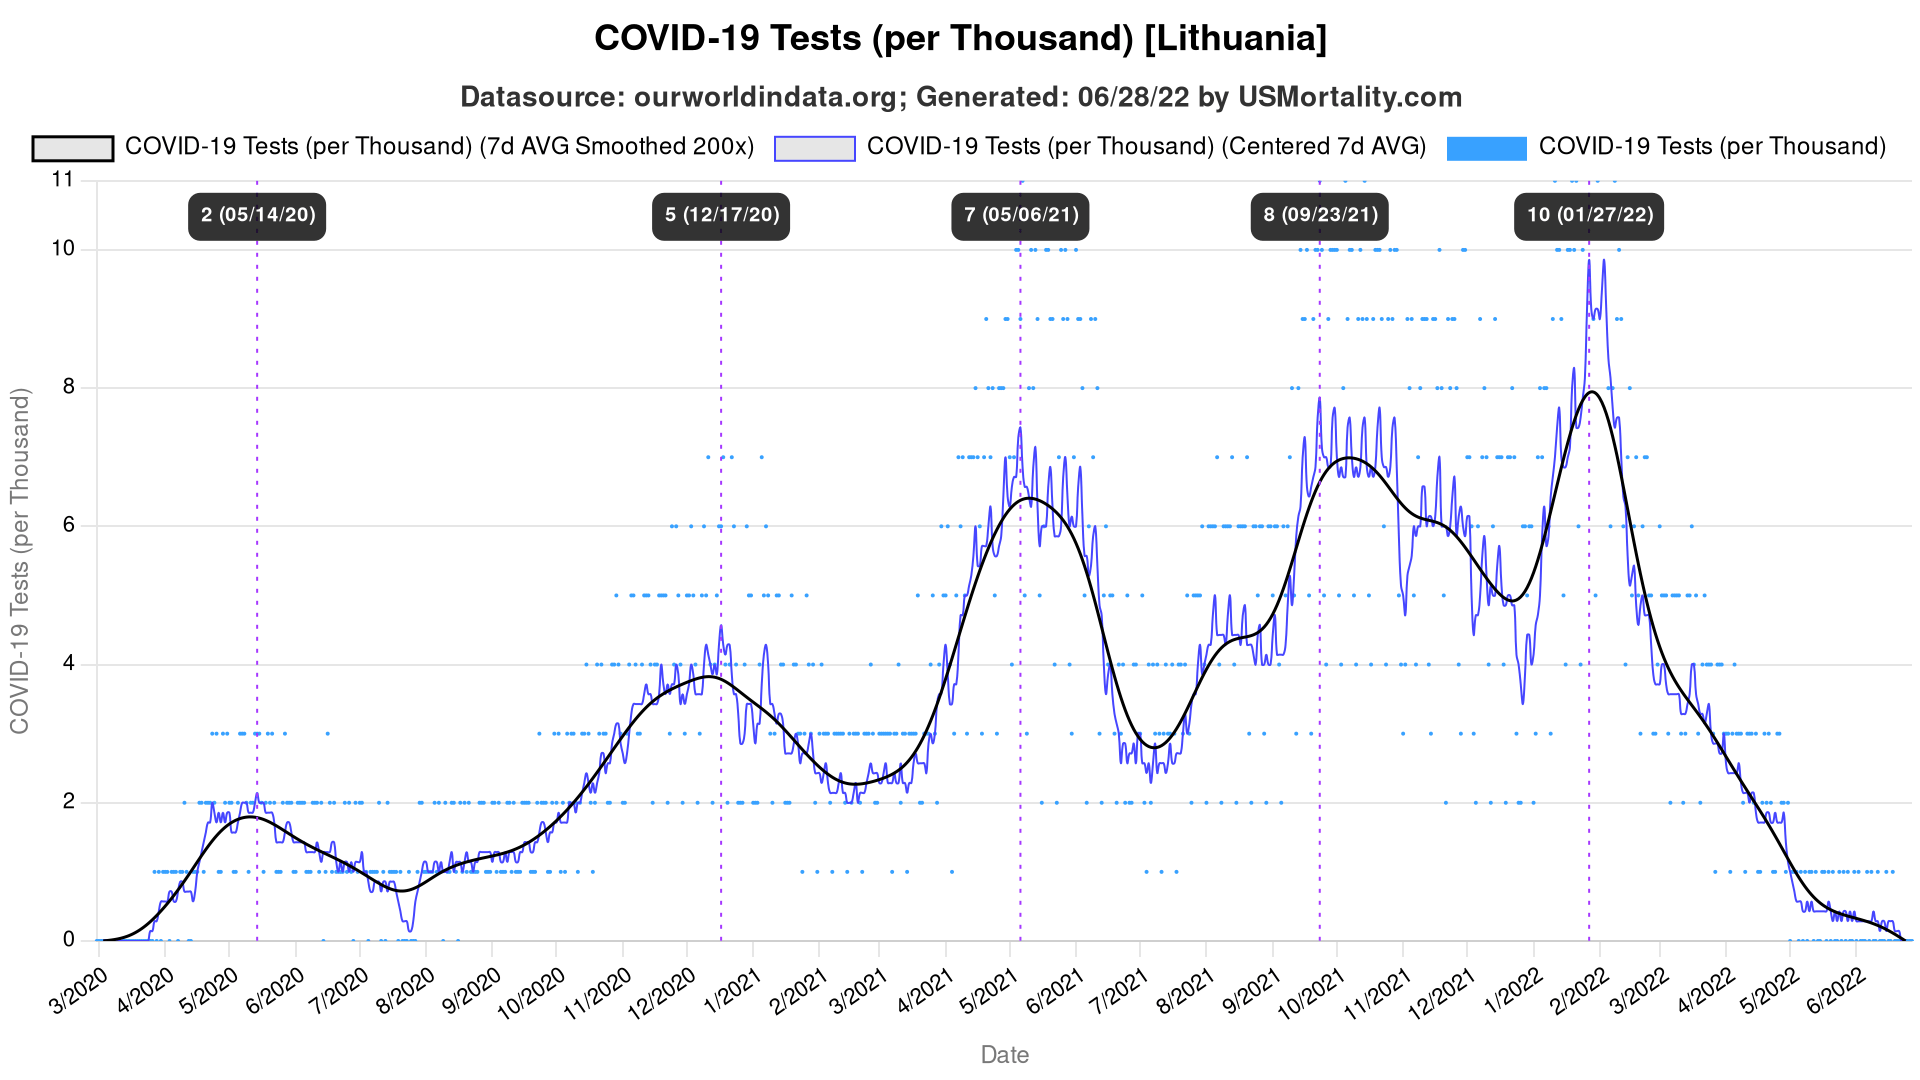 COVID-19 Tests (per Thousand) [Lithuania]
Datasource: ourworldindata.org; Generated: 06/28/22 by USMortality.com
COVID-19 Tests (per Thousand) (7d AVG Smoothed 200x) COVID-19 Tests (per Thousand) (Centered 7d AVG) COVID-19 Tests (per Thousand)
11
2 (05/14/20) 5 (12/17/20) 7 (05/06/21) 8 (09/23/21) 10 (01/27/22)
10
8
6
4
2
0
COVID-19 Tests (per Thousand)
3/2020 4/2020 5/2020 6/2020 7/2020 8/2020 9/2020 10/2020 11/2020 12/2020 1/2021 2/2021 3/2021 4/2021 5/2021 6/2021 7/2021 8/2021 9/2021 10/2021 11/2021 12/2021 1/2022 2/2022 3/2022 4/2022 5/2022 6/2022
Date